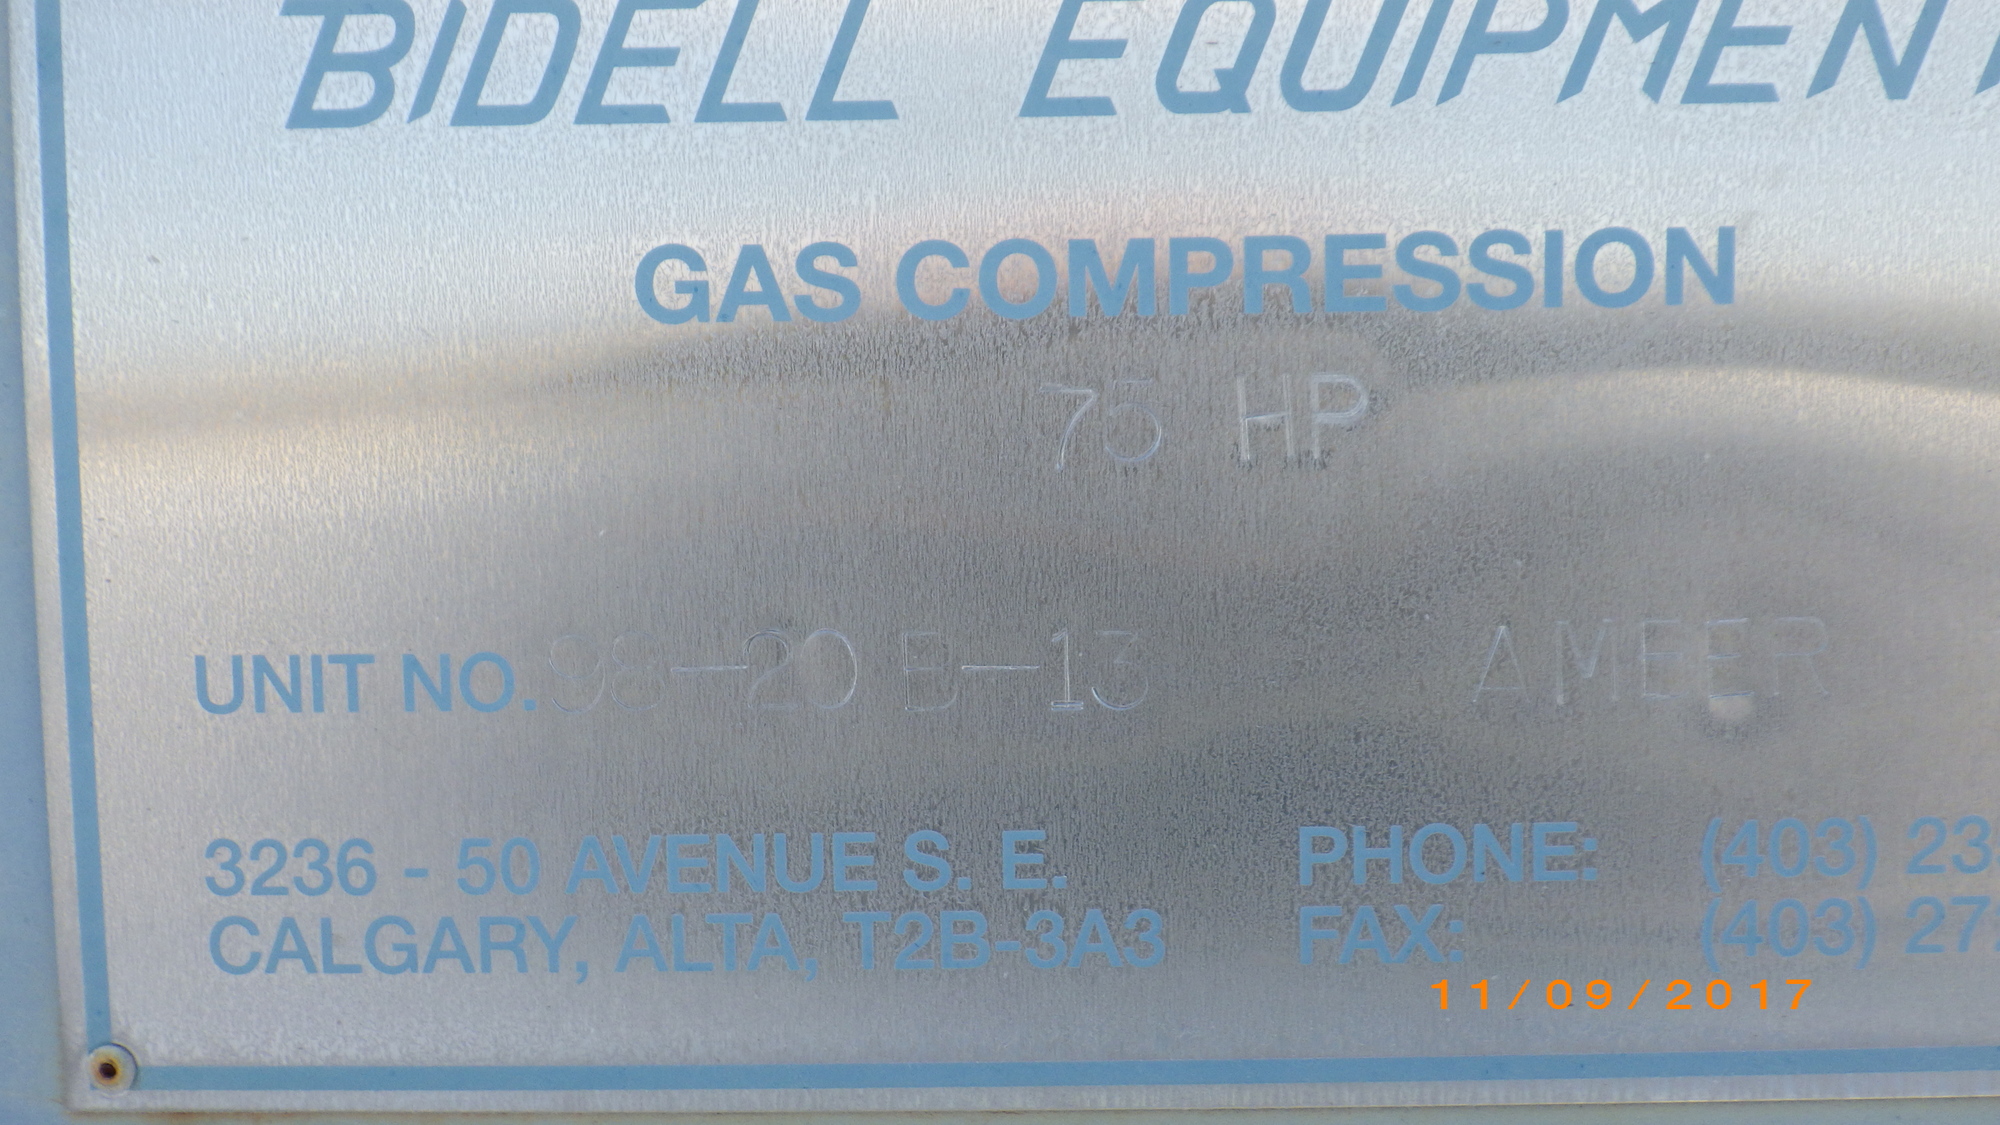 BIDELL EQUIPMEN
GAS COMPRESSION
75 HP
UNIT NO. 98-20 B-13 AMEER
3236 - 50 AVENUE S. E. PHONE: (403) 23
CALGARY, ALTA, T2B-3A3 FAX: (403) 27
11/09/2017